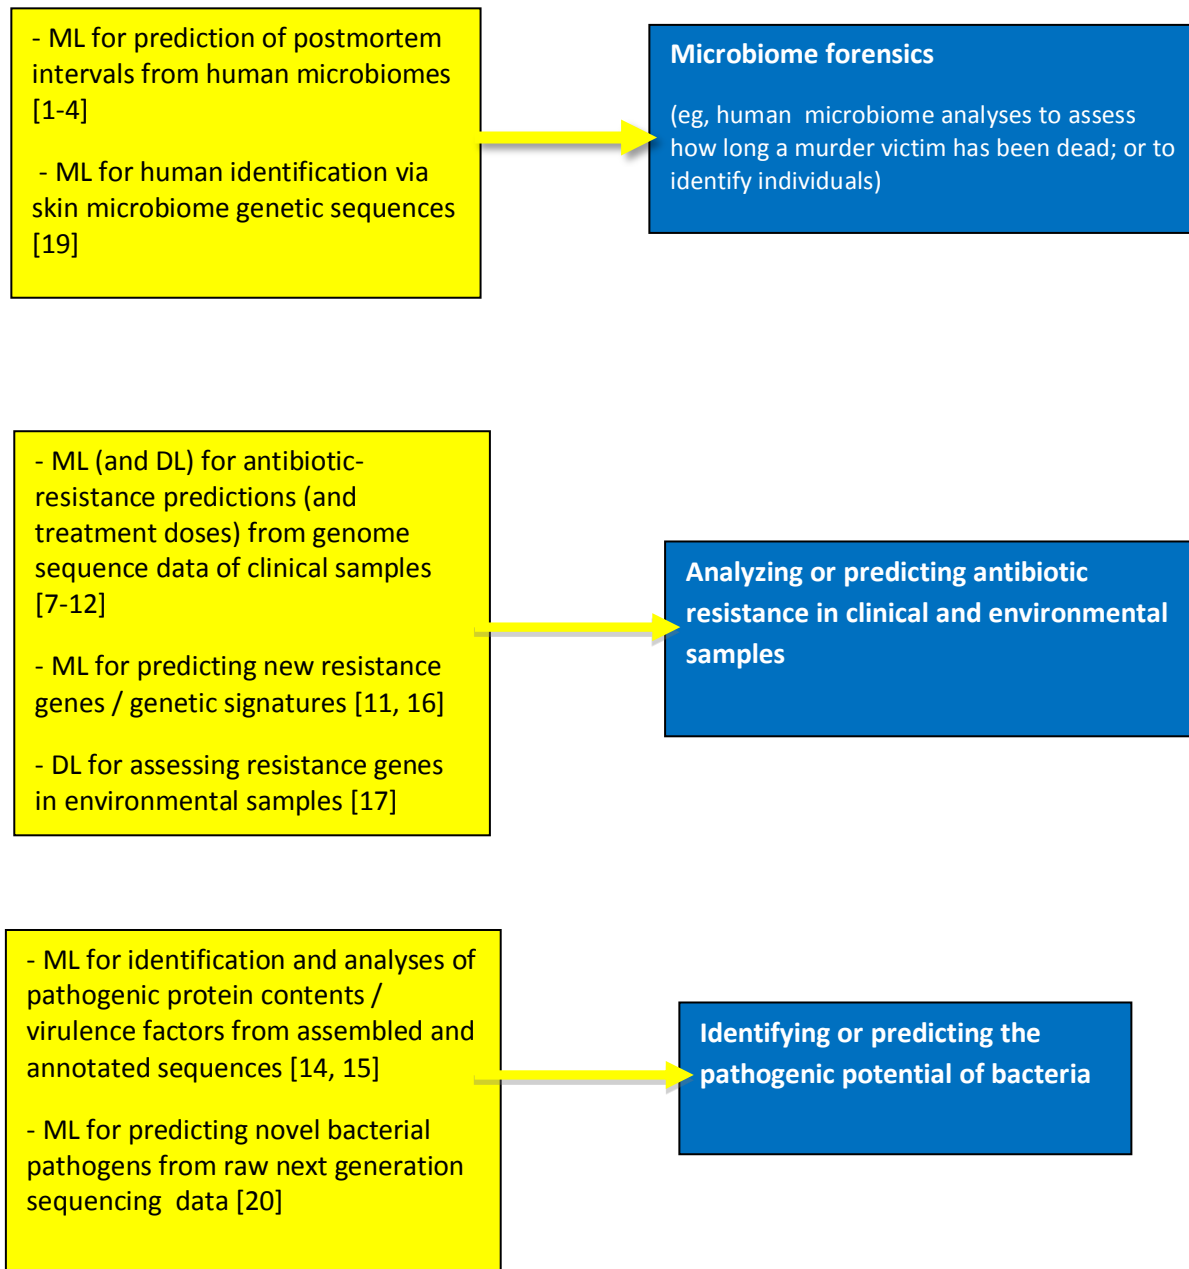 - ML for prediction of postmortem
intervals from human microbiomes
[1-4]
- ML for human identification via
skin microbiome genetic sequences
[19]
Microbiome forensics
(eg, human microbiome analyses to assess
how long a murder victim has been dead; or to
identify individuals)
- ML (and DL) for antibiotic-
resistance predictions (and
treatment doses) from genome
sequence data of clinical samples
[7-12]
- ML for predicting new resistance
genes / genetic signatures [11, 16]
- DL for assessing resistance genes
in environmental samples [17]
Analyzing or predicting antibiotic
resistance in clinical and environmental
samples
- ML for identification and analyses of
pathogenic protein contents /
virulence factors from assembled and
annotated sequences [14, 15]
- ML for predicting novel bacterial
pathogens from raw next generation
sequencing data [20]
Identifying or predicting the
pathogenic potential of bacteria